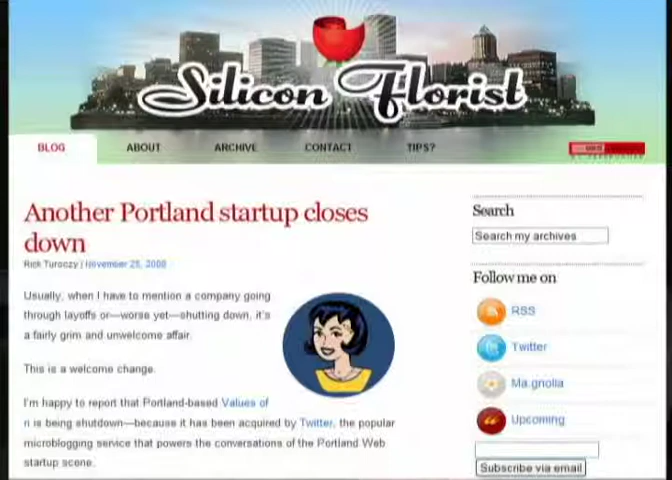 Silicon Florist
BLOG
ABOUT
ARCHIVE
CONTACT
TIPS?
Another Portland startup closes
down
Rick Turoczy | November 25, 2008
Usually, when I have to mention a company going
through layoffs or—worse yet—shutting down, it's
a fairly grim and unwelcome affair.
This is a welcome change.
I'm happy to report that Portland-based Values of
n is being shutdown—because it has been acquired by Twitter, the popular
microblogging service that powers the conversations of the Portland Web
startup scene.
Search
Search my archives
Follow me on
RSS
Twitter
Ma.gnolia
Upcoming
Subscribe via email